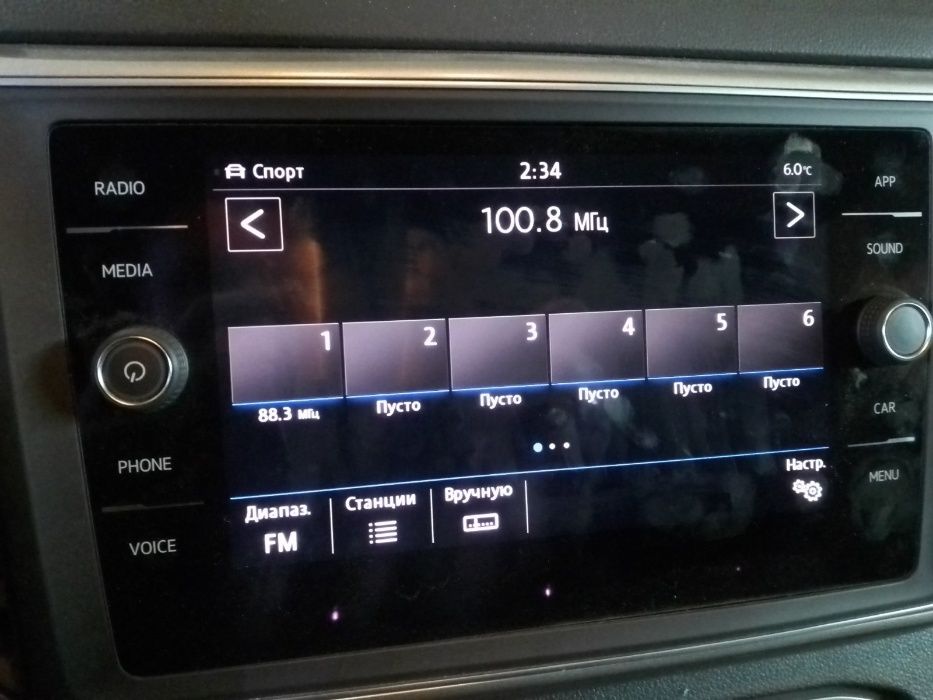 RADIO
MEDIA
PHONE
VOICE
Спорт 2:34 6.0°C
< 100.8 МГц >
1 2 3 4 5 6
88.3 МГц Пусто Пусто Пусто Пусто Пусто
Диапаз. Станции Вручную Настр.
FM
APP
SOUND
CAR
MENU